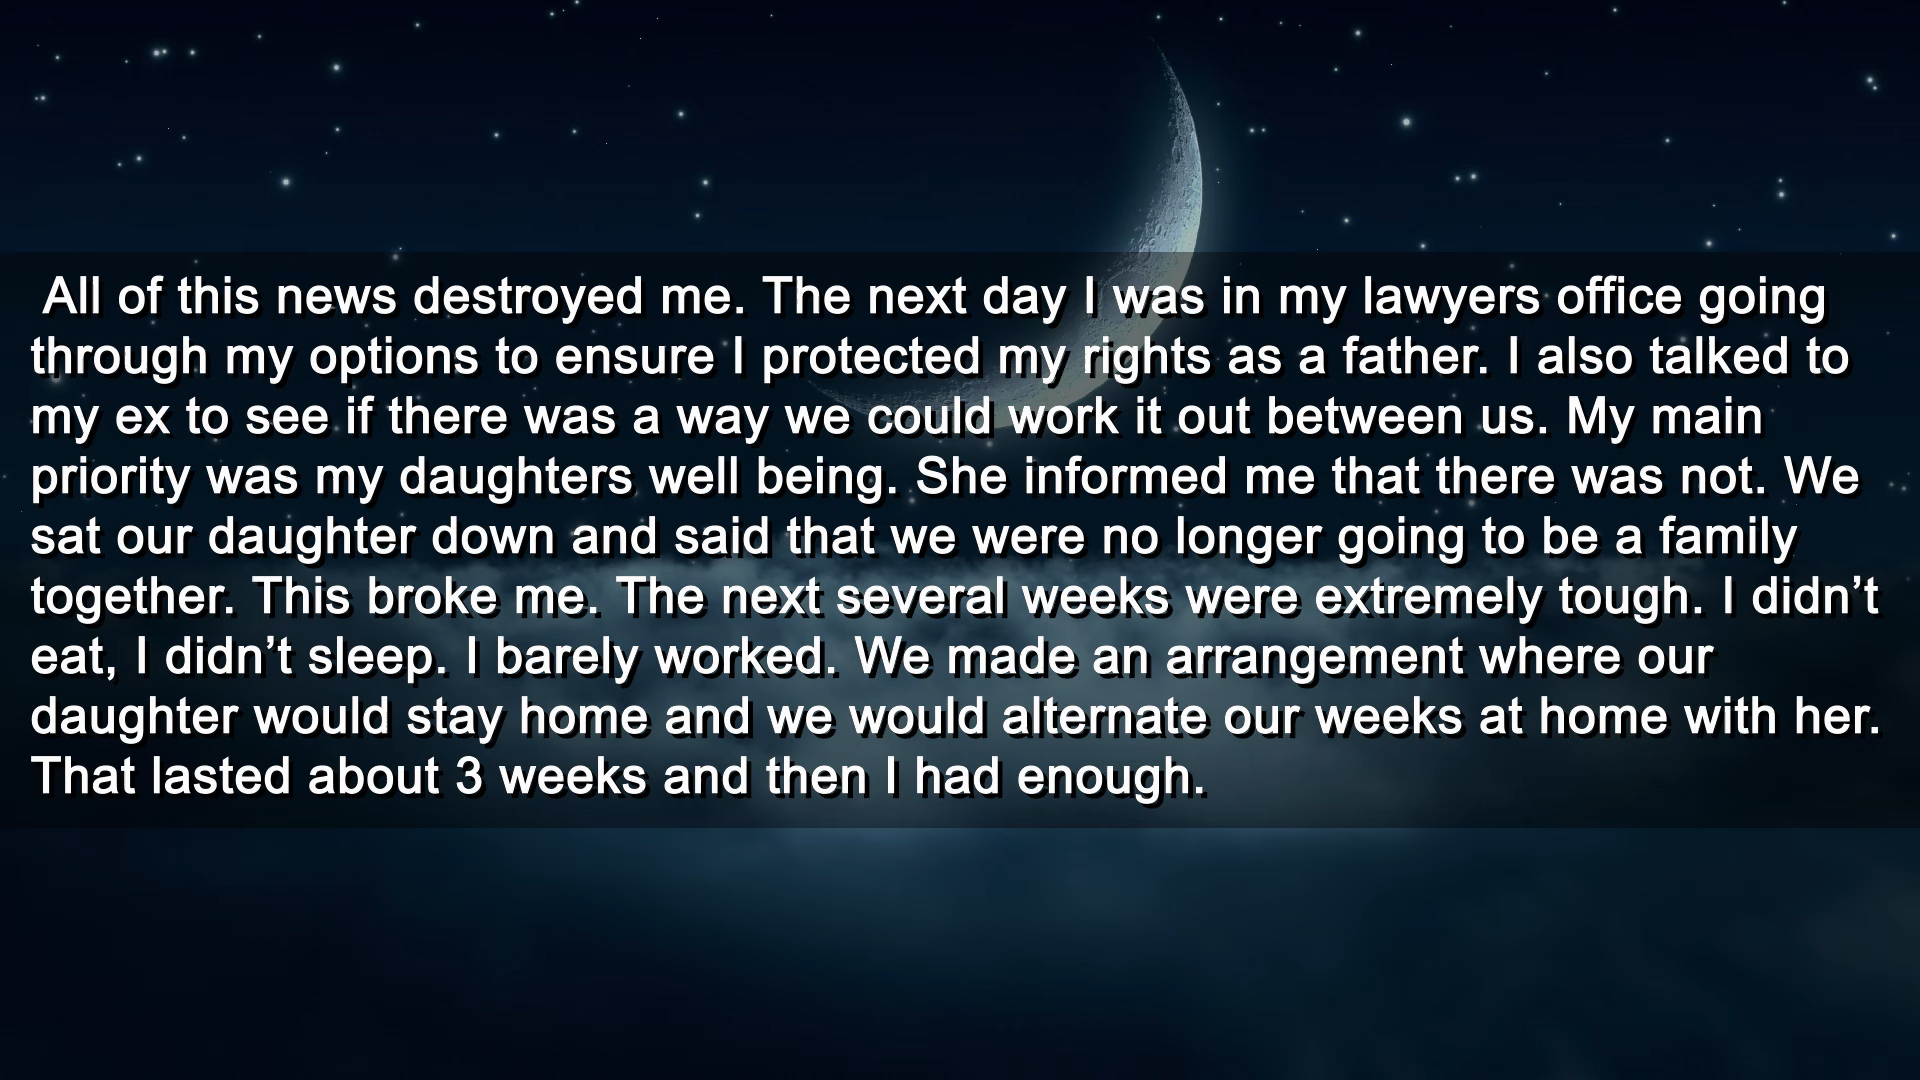 All of this news destroyed me. The next day I was in my lawyers office going
through my options to ensure I protected my rights as a father. I also talked to
my ex to see if there was a way we could work it out between us. My main
priority was my daughters well being. She informed me that there was not. We
sat our daughter down and said that we were no longer going to be a family
together. This broke me. The next several weeks were extremely tough. I didn’t
eat, I didn’t sleep. I barely worked. We made an arrangement where our
daughter would stay home and we would alternate our weeks at home with her.
That lasted about 3 weeks and then I had enough.